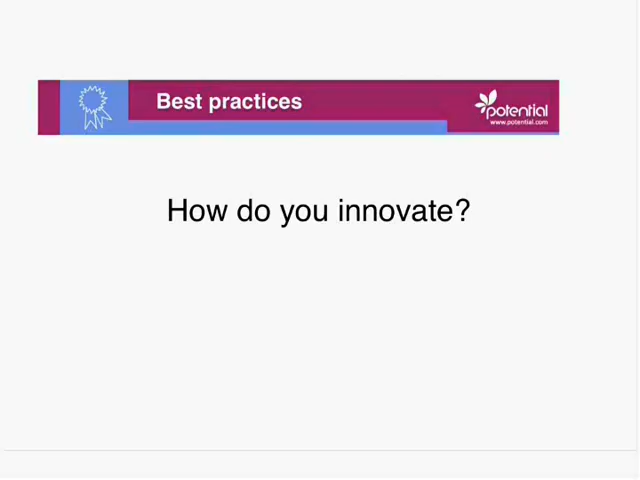 Best practices
potential
www.potential.com
How do you innovate?